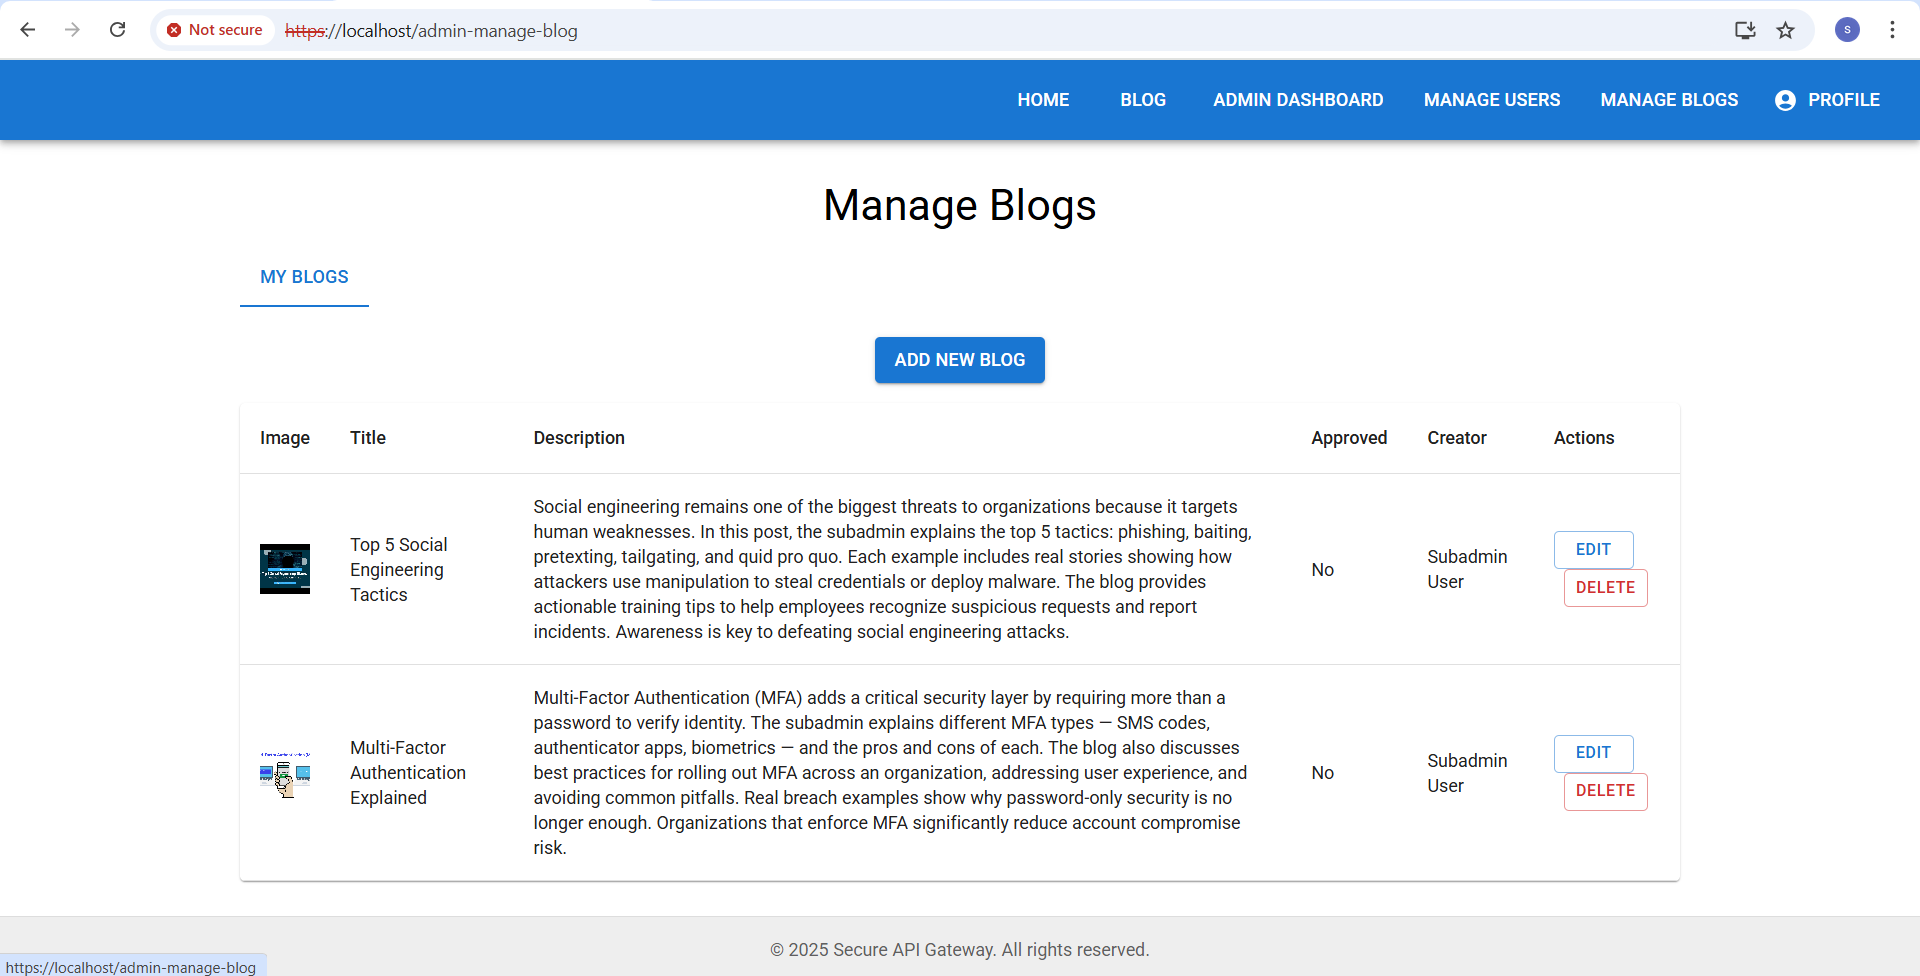 Not secure https://localhost/admin-manage-blog S
HOME BLOG ADMIN DASHBOARD MANAGE USERS MANAGE BLOGS PROFILE
Manage Blogs
MY BLOGS
ADD NEW BLOG
Image Title Description Approved Creator Actions
Top 5 Social
Engineering
Tactics
Social engineering remains one of the biggest threats to organizations because it targets
human weaknesses. In this post, the subadmin explains the top 5 tactics: phishing, baiting,
pretexting, tailgating, and quid pro quo. Each example includes real stories showing how
attackers use manipulation to steal credentials or deploy malware. The blog provides
actionable training tips to help employees recognize suspicious requests and report
incidents. Awareness is key to defeating social engineering attacks.
No
Subadmin
User
EDIT
DELETE
Multi-Factor
Authentication
Explained
Multi-Factor Authentication (MFA) adds a critical security layer by requiring more than a
password to verify identity. The subadmin explains different MFA types — SMS codes,
authenticator apps, biometrics — and the pros and cons of each. The blog also discusses
best practices for rolling out MFA across an organization, addressing user experience, and
avoiding common pitfalls. Real breach examples show why password-only security is no
longer enough. Organizations that enforce MFA significantly reduce account compromise
risk.
No
Subadmin
User
EDIT
DELETE
© 2025 Secure API Gateway. All rights reserved.
https://localhost/admin-manage-blog